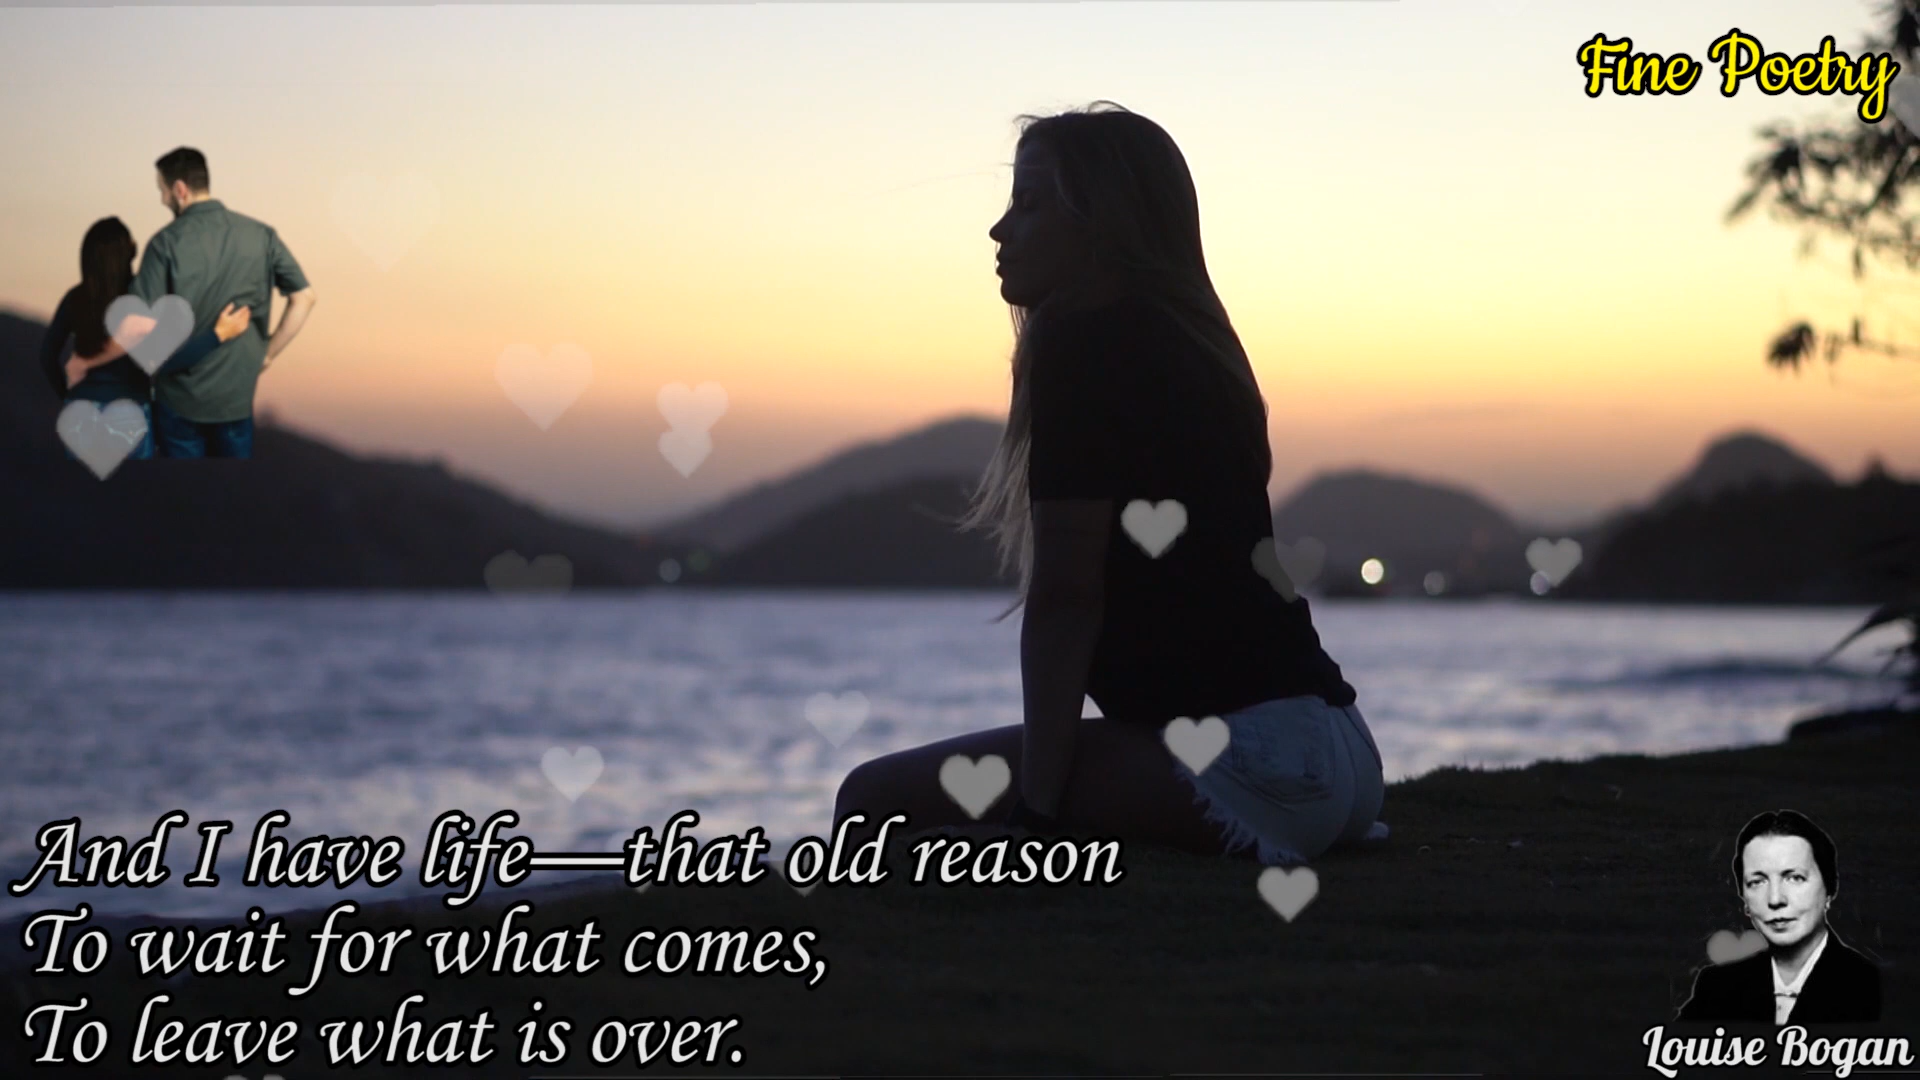 Fine Poetry
And I have life—that old reason
To wait for what comes,
To leave what is over.
Louise Bogan